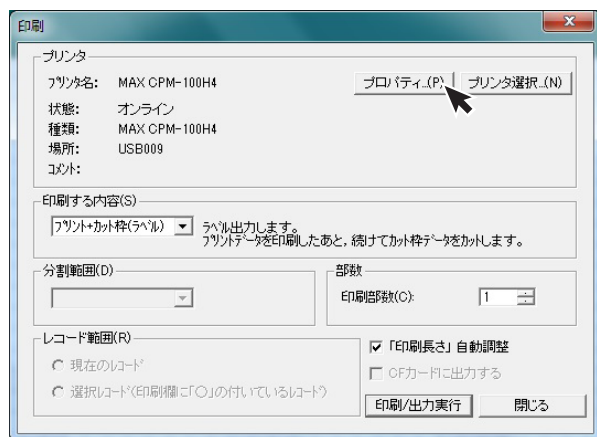 印刷
プリンタ
プリンタ名: MAX CPM-100H4
プロパティ...(P) プリンタ選択...(N)
状態: オンライン
種類: MAX CPM-100H4
場所: USB009
コメント:
印刷する内容(S)
プリント+カット枠(ラベル) ラベル出力します。
プリントデータを印刷したあと，続けてカット枠データをカットします。
分割範囲(D)
部数
印刷部数(C): 1
レコード範囲(R)
現在のレコード
選択レコード(印刷欄に「〇」の付いているレコード)
「印刷長さ」自動調整
CFカードに出力する
印刷/出力実行 閉じる